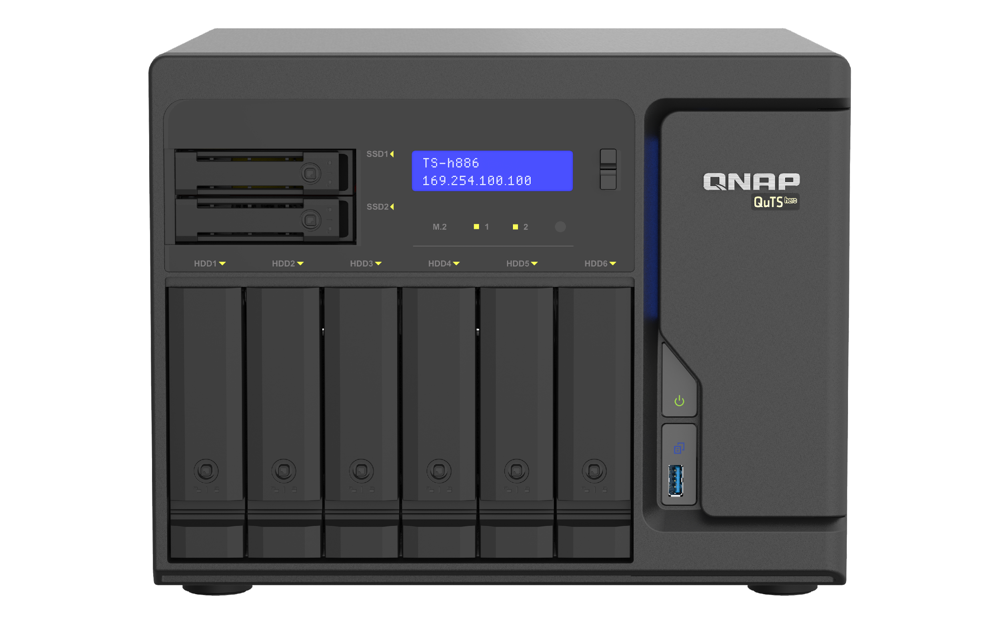 SSD1
TS-h886
169.254.100.100
QNAP
QuTS hero
SSD2
M.2 1 2
HDD1 HDD2 HDD3 HDD4 HDD5 HDD6
B